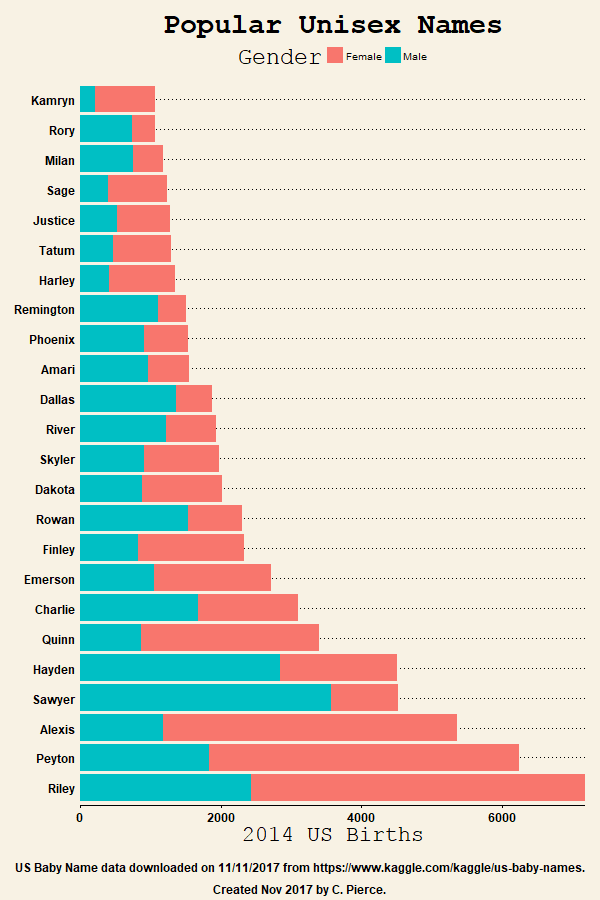 Popular Unisex Names
Gender Female Male
Kamryn
Rory
Milan
Sage
Justice
Tatum
Harley
Remington
Phoenix
Amari
Dallas
River
Skyler
Dakota
Rowan
Finley
Emerson
Charlie
Quinn
Hayden
Sawyer
Alexis
Peyton
Riley
0 2000 4000 6000
2014 US Births
US Baby Name data downloaded on 11/11/2017 from https://www.kaggle.com/kaggle/us-baby-names.
Created Nov 2017 by C. Pierce.